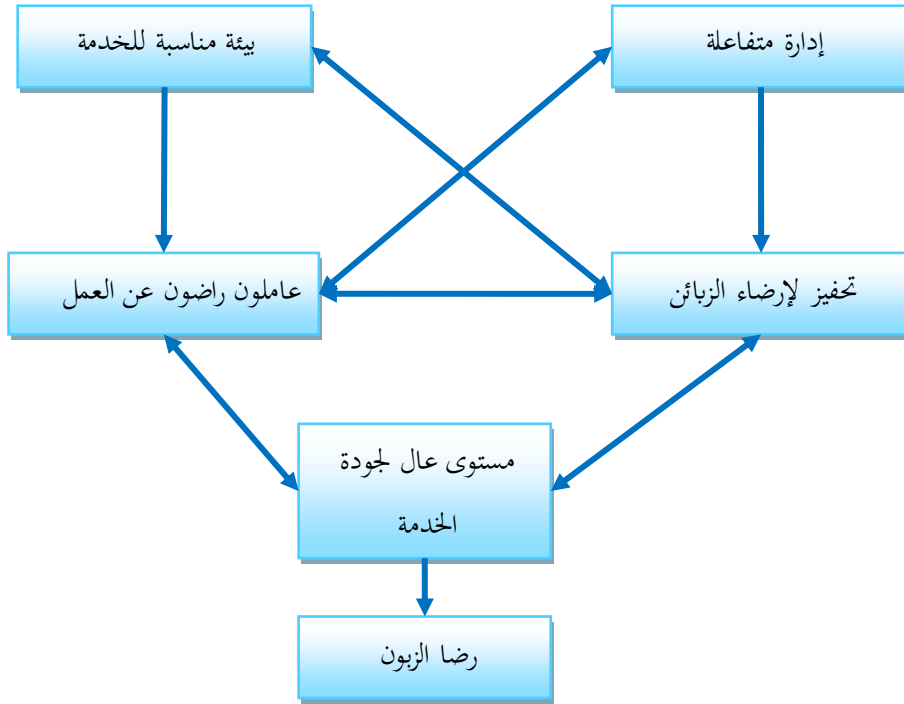 إدارة متفاعلة
بيئة مناسبة للخدمة
تحفيز لإرضاء الزبائن
عاملون راضون عن العمل
مستوى عال لجودة
الخدمة
رضا الزبون